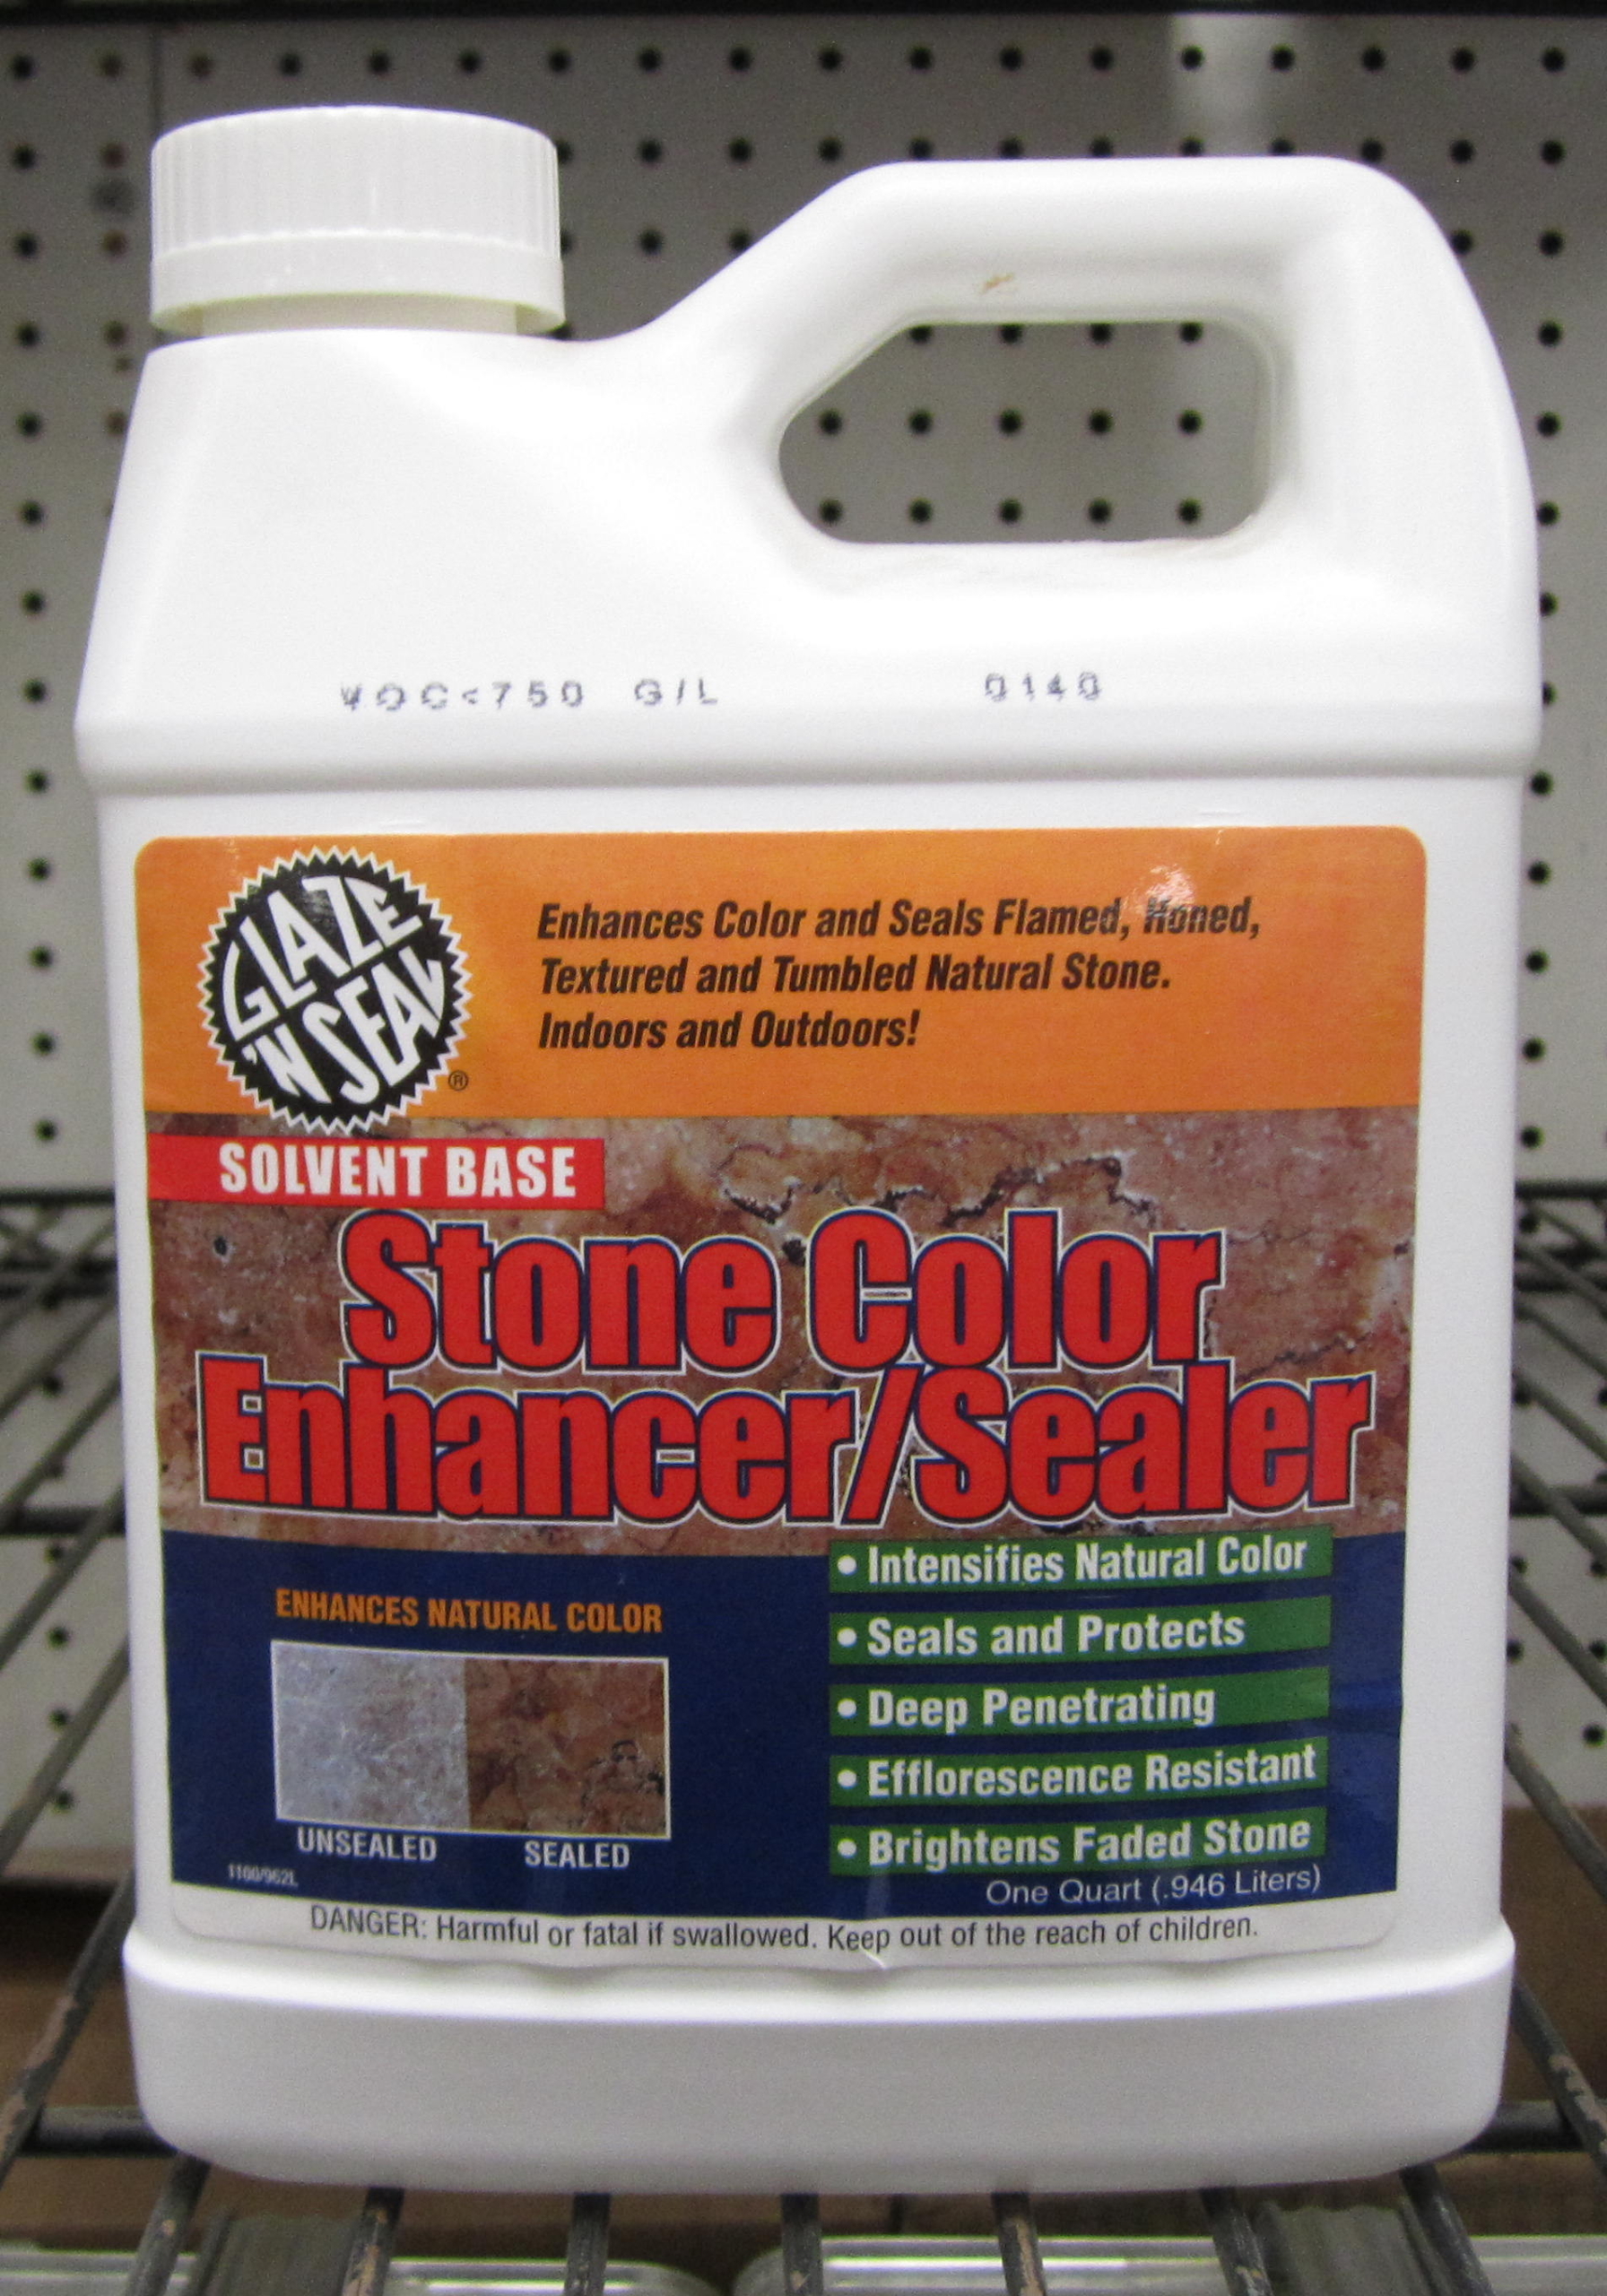 VOC<750 G/L 0140
GLAZE
'N SEAL
®
Enhances Color and Seals Flamed, Honed,
Textured and Tumbled Natural Stone.
Indoors and Outdoors!
SOLVENT BASE
Stone Color
Enhancer/Sealer
ENHANCES NATURAL COLOR
UNSEALED SEALED
1100/962L
• Intensifies Natural Color
• Seals and Protects
• Deep Penetrating
• Efflorescence Resistant
• Brightens Faded Stone
One Quart (.946 Liters)
DANGER: Harmful or fatal if swallowed. Keep out of the reach of children.